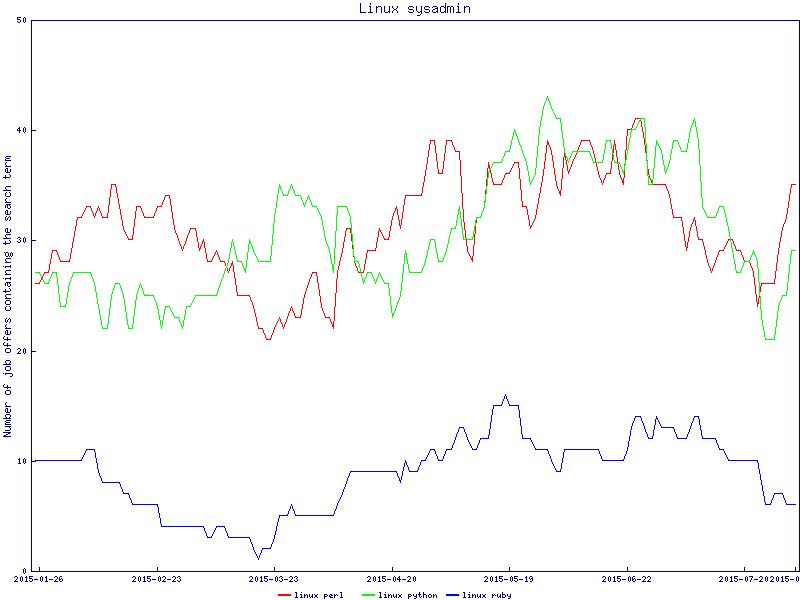 Linux sysadmin
Number of job offers containing the search term
50
40
30
20
10
0
2015-01-26 2015-02-23 2015-03-23 2015-04-20 2015-05-19 2015-06-22 2015-07-20 2015-0
linux perl linux python linux ruby